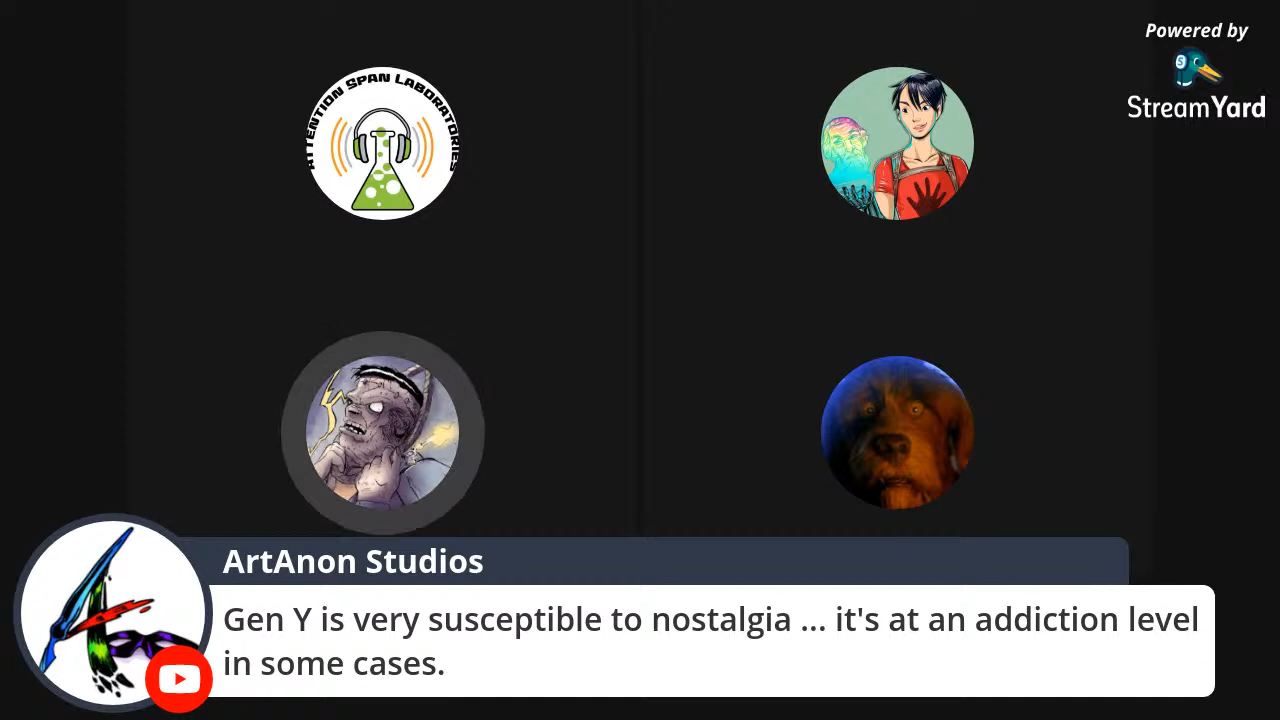 Powered by
S
StreamYard
ATTENTION SPAN LABORATORIES
ArtAnon Studios
Gen Y is very susceptible to nostalgia ... it's at an addiction level
in some cases.